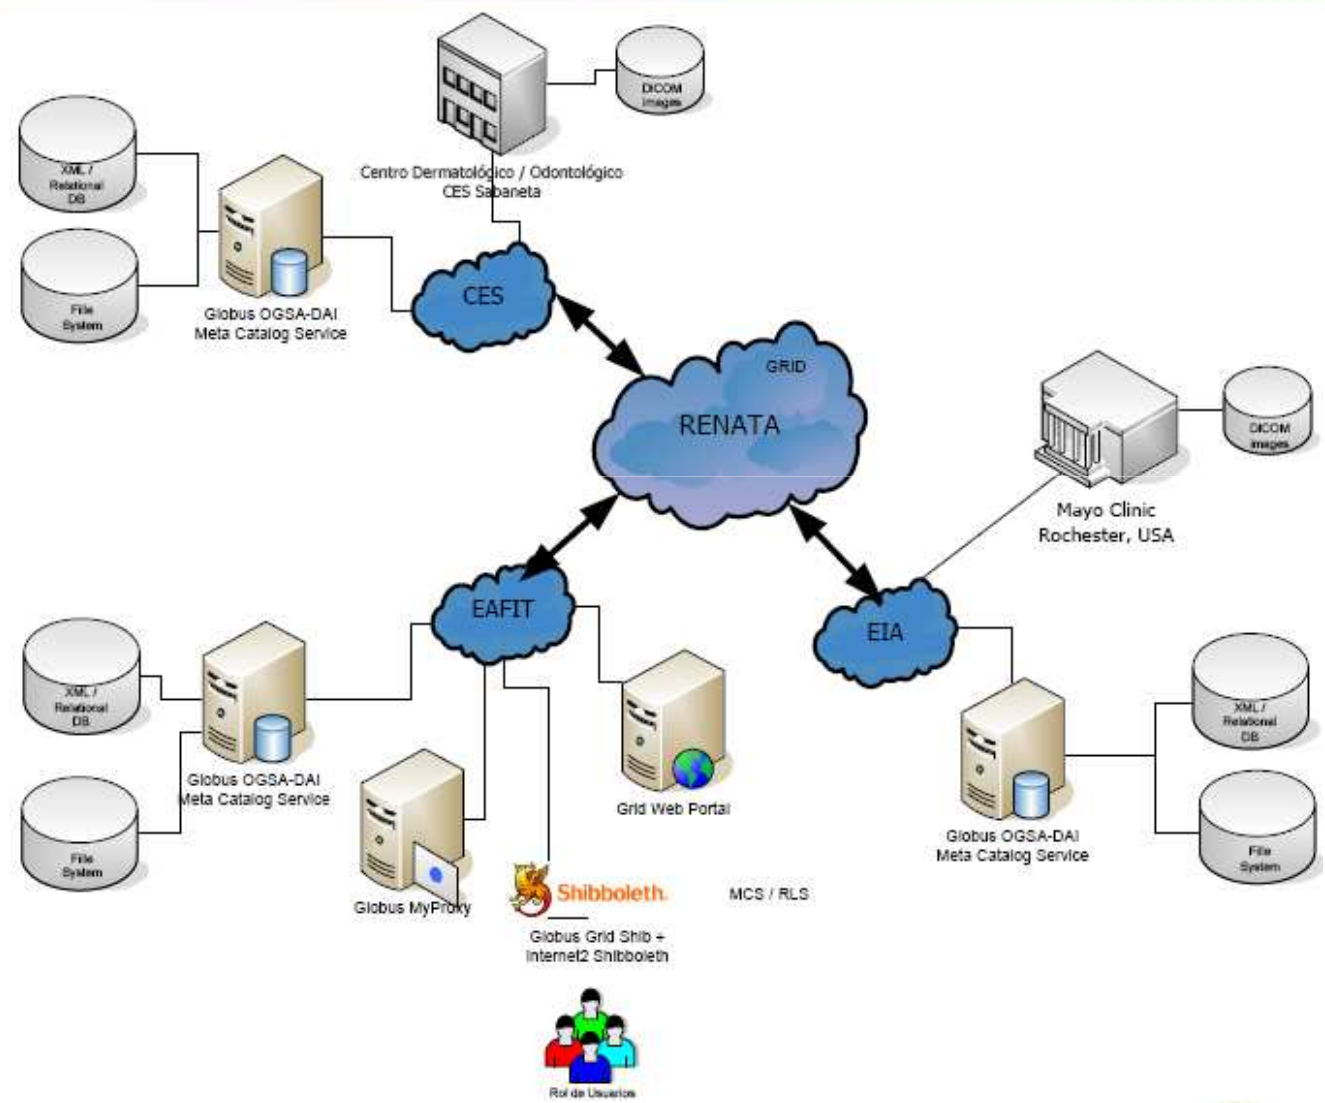 DICOM
images
XML /
Relational
DB
Centro Dermatológico / Odontológico
CES Sabaneta
File
System
Globus OGSA-DAI
Meta Catalog Service
CES
GRID
RENATA
DICOM
images
Mayo Clinic
Rochester, USA
EAFIT
EIA
XML /
Relational
DB
Globus OGSA-DAI
Meta Catalog Service
File
System
Globus MyProxy
Grid Web Portal
Shibboleth.
Globus Grid Shib +
Internet2 Shibboleth
MCS / RLS
XML /
Relational
DB
Globus OGSA-DAI
Meta Catalog Service
File
System
Rol de Usuarios